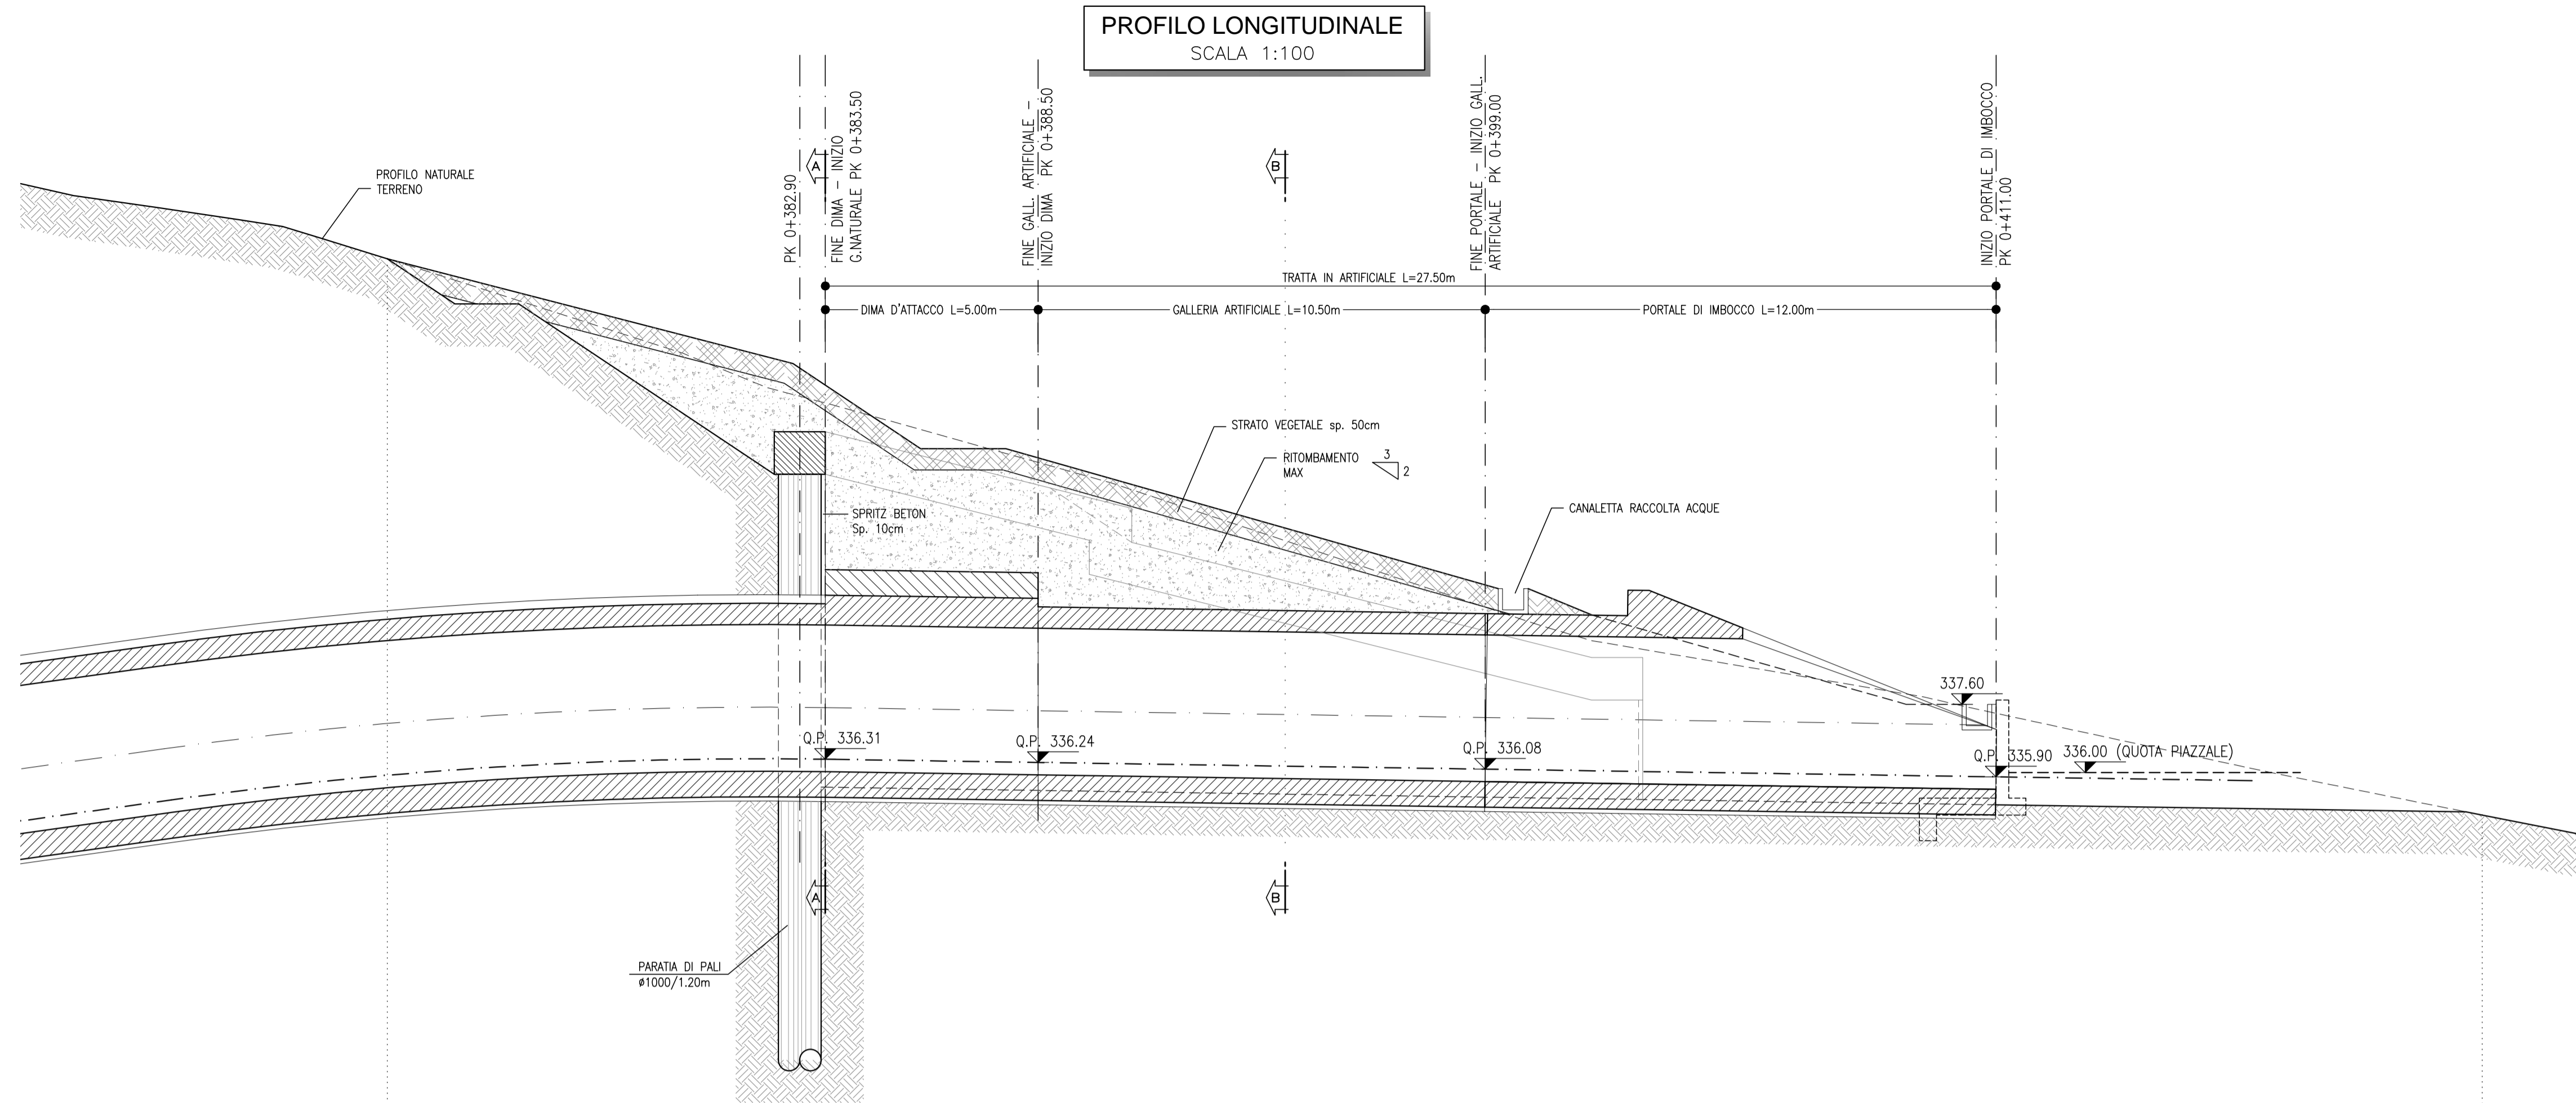 PROFILO LONGITUDINALE
SCALA 1:100
PROFILO NATURALE
TERRENO
PK 0+382.90
FINE DIMA - INIZIO
G.NATURALE PK 0+383.50
FINE GALL. ARTIFICIALE -
INIZIO DIMA PK 0+388.50
FINE PORTALE - INIZIO GALL.
ARTIFICIALE PK 0+399.00
INIZIO PORTALE DI IMBOCCO
PK 0+411.00
A
B
TRATTA IN ARTIFICIALE L=27.50m
DIMA D'ATTACCO L=5.00m
GALLERIA ARTIFICIALE L=10.50m
PORTALE DI IMBOCCO L=12.00m
STRATO VEGETALE sp. 50cm
RITOMBAMENTO
MAX
3
2
SPRITZ BETON
Sp. 10cm
CANALETTA RACCOLTA ACQUE
337.60
Q.P. 336.31
Q.P. 336.24
Q.P. 336.08
Q.P. 335.90
336.00 (QUOTA PIAZZALE)
A
B
PARATIA DI PALI
ø1000/1.20m